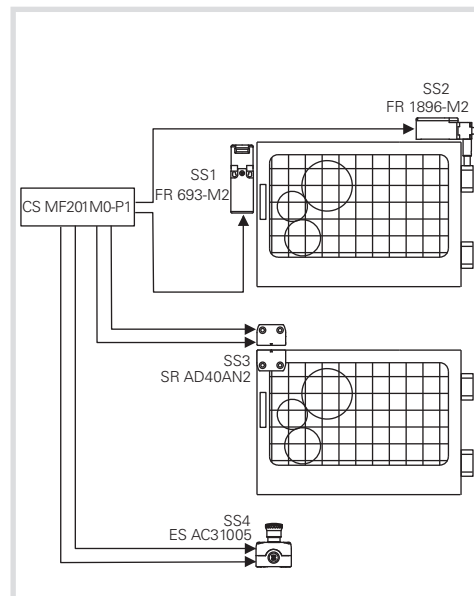 SS2
FR 1896-M2
SS1
FR 693-M2
CS MF201M0-P1
SS3
SR AD40AN2
SS4
ES AC31005